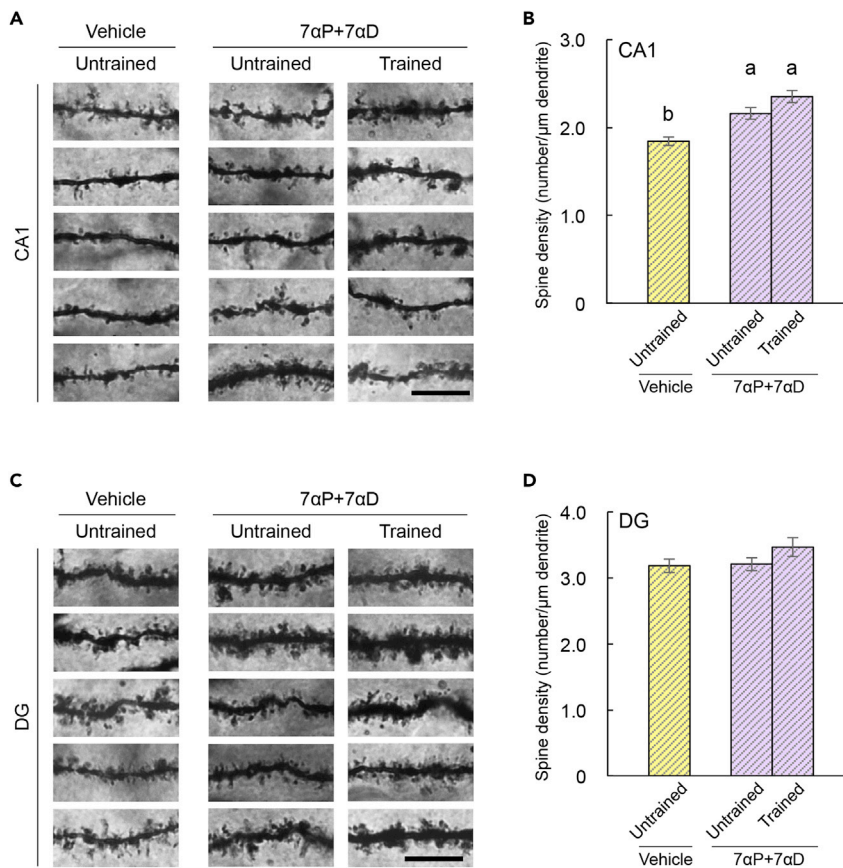 A
Vehicle
7αP+7αD
Untrained
Untrained
Trained
CA1
B
CA1
Spine density (number/μm dendrite)
3.0
2.0
1.0
0
b
a
a
Untrained
Untrained
Trained
Vehicle
7αP+7αD
C
Vehicle
7αP+7αD
Untrained
Untrained
Trained
DG
D
DG
Spine density (number/μm dendrite)
4.0
3.0
2.0
1.0
0
Untrained
Untrained
Trained
Vehicle
7αP+7αD